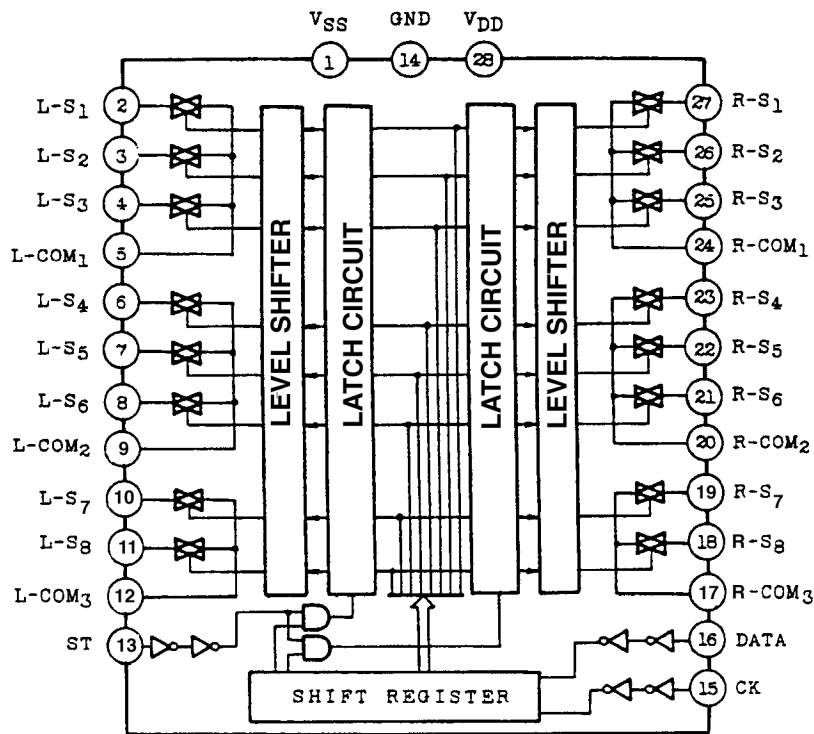 VSS GND VDD
1 14 28
L-S1 2 27 R-S1
L-S2 3 26 R-S2
L-S3 4 25 R-S3
L-COM1 5 24 R-COM1
L-S4 6 23 R-S4
L-S5 7 22 R-S5
L-S6 8 21 R-S6
L-COM2 9 20 R-COM2
L-S7 10 19 R-S7
L-S8 11 18 R-S8
L-COM3 12 17 R-COM3
ST 13 16 DATA
15 CK
LEVEL SHIFTER
LATCH CIRCUIT
LATCH CIRCUIT
LEVEL SHIFTER
SHIFT REGISTER